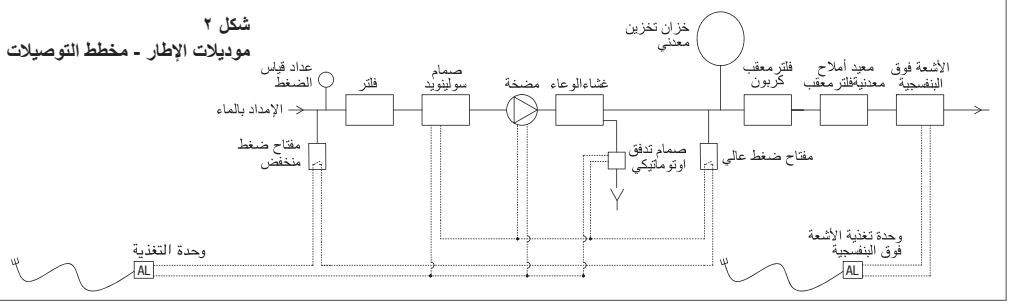 شكل ٢
موديلات الإطار - مخطط التوصيلات
خزان تخزين
معدني
عداد قياس
الضغط
فلتر
صمام
سولينويد
مضخة
غشاءالوعاء
فلترمعقب
كربون
معيد أملاح
معدنيةفلترمعقب
الأشعة فوق
البنفسجية
الإمداد بالماء
مفتاح ضغط
منخفض
صمام تدفق
اوتوماتيكي
مفتاح ضغط عالي
وحدة التغذية
AL
وحدة تغذية الأشعة
فوق البنفسجية
AL